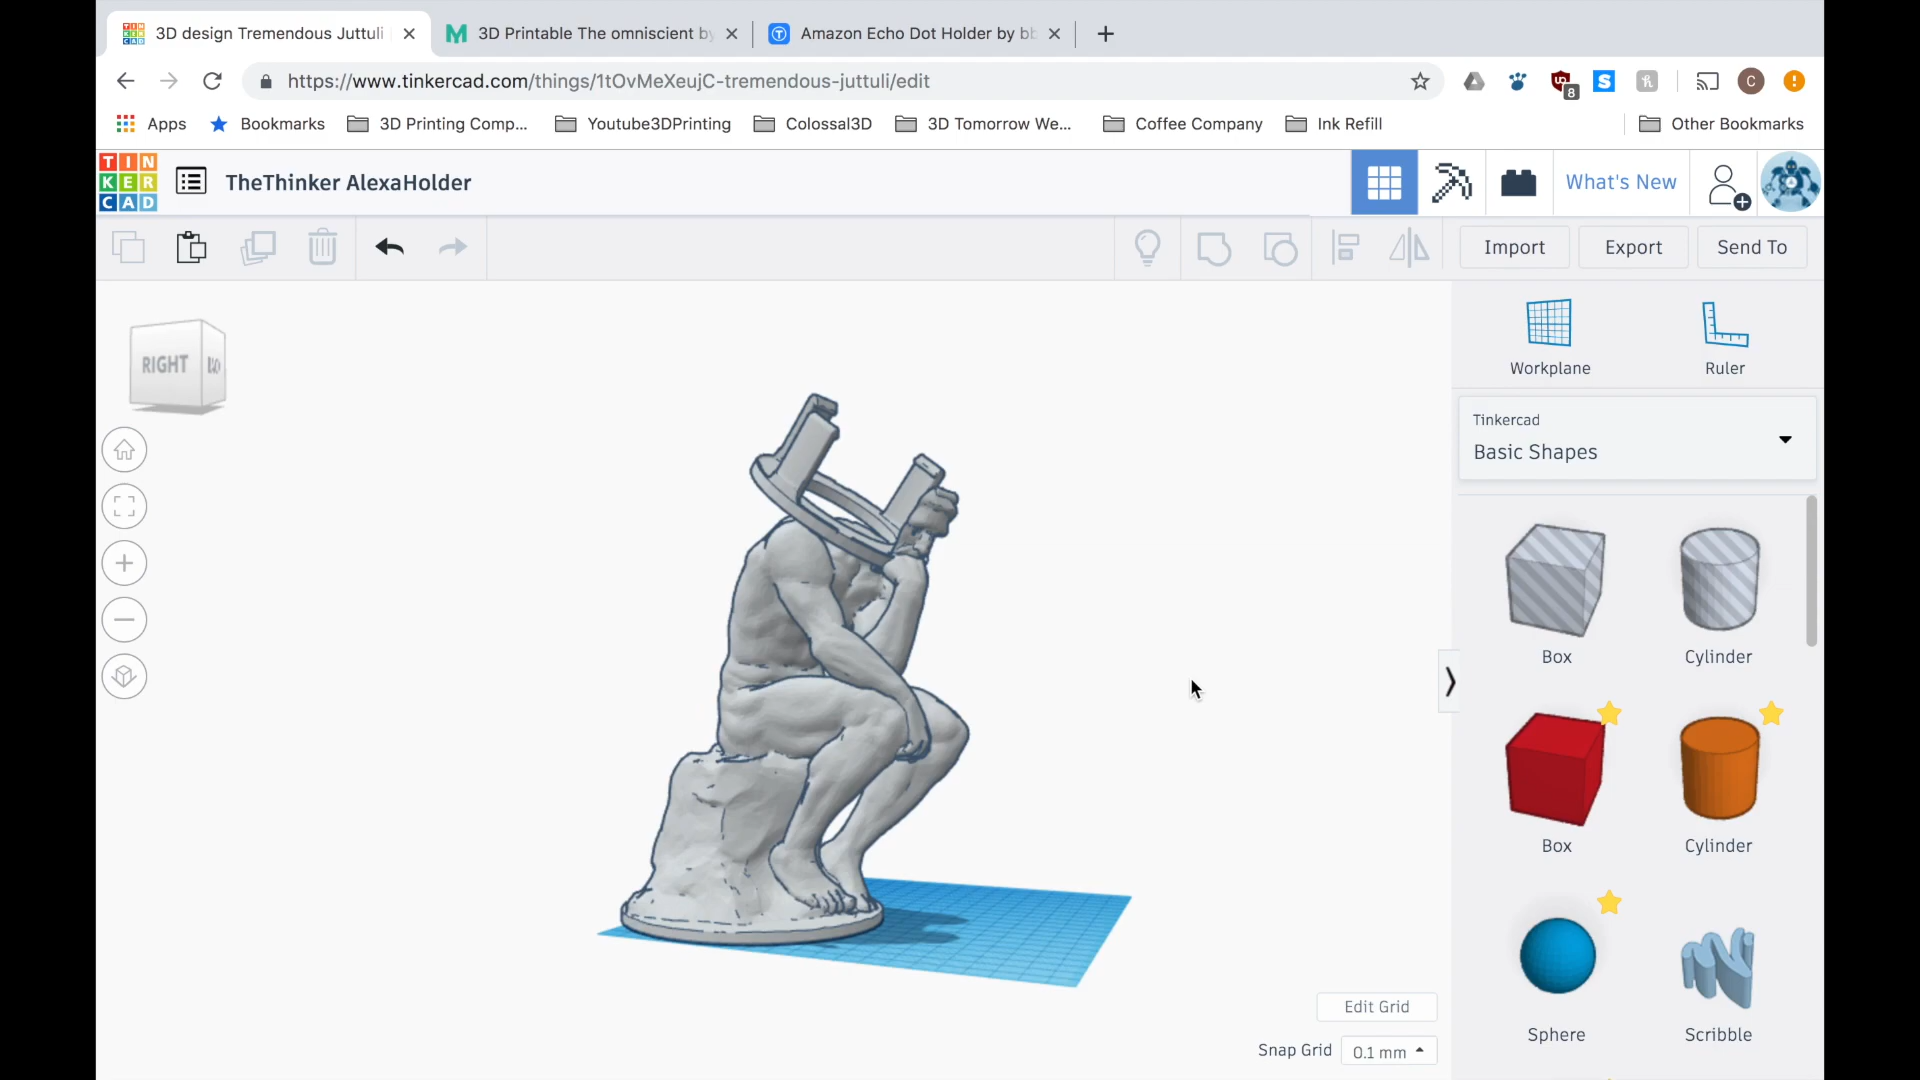 3D design Tremendous Juttuli
3D Printable The omniscient by
Amazon Echo Dot Holder by bb
https://www.tinkercad.com/things/1tOvMeXeujC-tremendous-juttuli/edit
8
S
h
C
Apps
Bookmarks
3D Printing Comp...
Youtube3DPrinting
Colossal3D
3D Tomorrow We...
Coffee Company
Ink Refill
Other Bookmarks
TIN
KER
CAD
TheThinker AlexaHolder
What's New
Import
Export
Send To
RIGHT
Workplane
Ruler
Tinkercad
Basic Shapes
Box
Cylinder
Box
Cylinder
Sphere
Scribble
Edit Grid
Snap Grid
0.1 mm